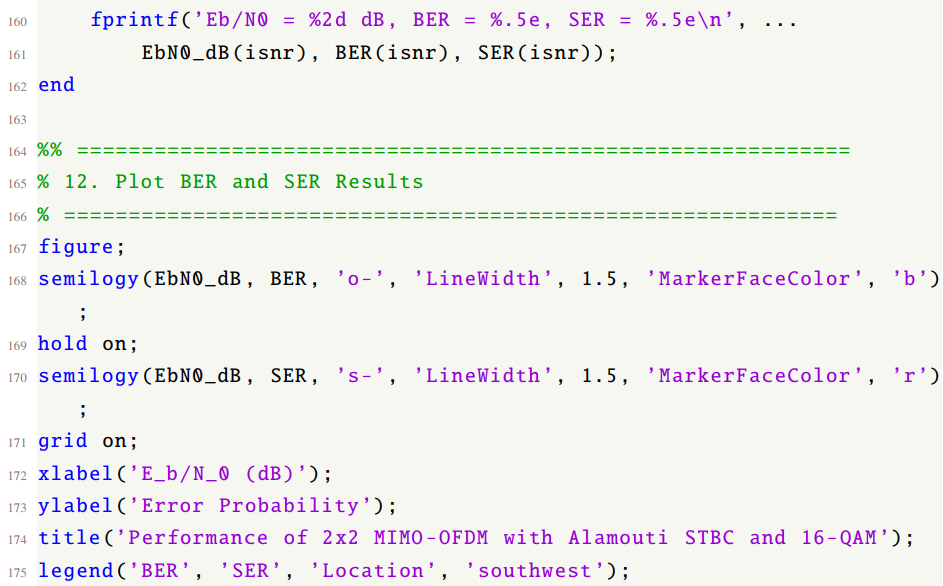 160 fprintf('Eb/N0 = %2d dB, BER = %.5e, SER = %.5e\n', ...
161 EbN0_dB(isnr), BER(isnr), SER(isnr));
162 end
163
164 %% ============================================================
165 % 12. Plot BER and SER Results
166 % ============================================================
167 figure;
168 semilogy(EbN0_dB, BER, 'o-', 'LineWidth', 1.5, 'MarkerFaceColor', 'b')
;
169 hold on;
170 semilogy(EbN0_dB, SER, 's-', 'LineWidth', 1.5, 'MarkerFaceColor', 'r')
;
171 grid on;
172 xlabel('E_b/N_0 (dB)');
173 ylabel('Error Probability');
174 title('Performance of 2x2 MIMO-OFDM with Alamouti STBC and 16-QAM');
175 legend('BER', 'SER', 'Location', 'southwest');